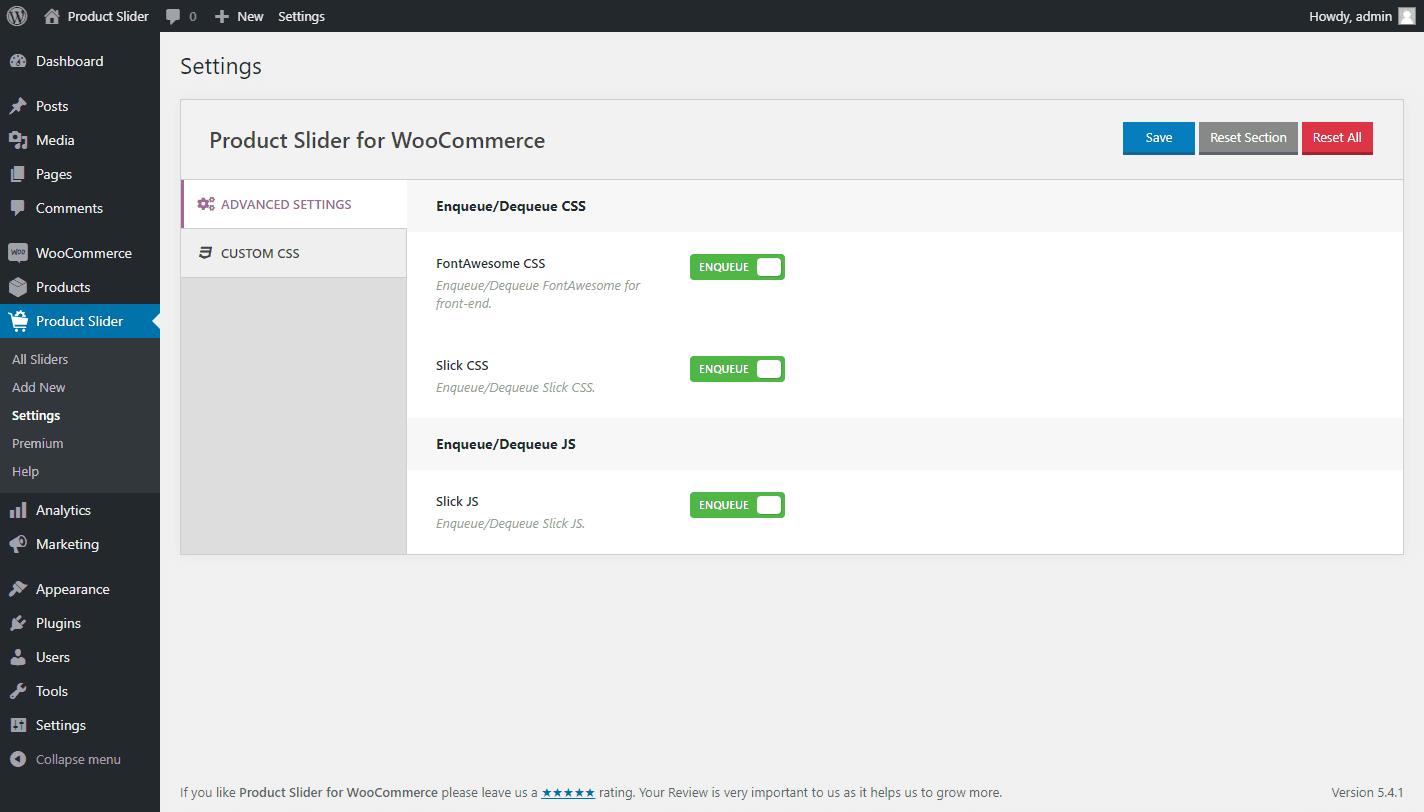 Product Slider 0 New Settings Howdy, admin
Dashboard
Posts
Media
Pages
Comments
WOO WooCommerce
Products
Product Slider
All Sliders
Add New
Settings
Premium
Help
Analytics
Marketing
Appearance
Plugins
Users
Tools
Settings
Collapse menu
Settings
Product Slider for WooCommerce
Save Reset Section Reset All
ADVANCED SETTINGS
CUSTOM CSS
Enqueue/Dequeue CSS
FontAwesome CSS
Enqueue/Dequeue FontAwesome for
front-end.
ENQUEUE
Slick CSS
Enqueue/Dequeue Slick CSS.
ENQUEUE
Enqueue/Dequeue JS
Slick JS
Enqueue/Dequeue Slick JS.
ENQUEUE
If you like Product Slider for WooCommerce please leave us a ★★★★★ rating. Your Review is very important to us as it helps us to grow more. Version 5.4.1